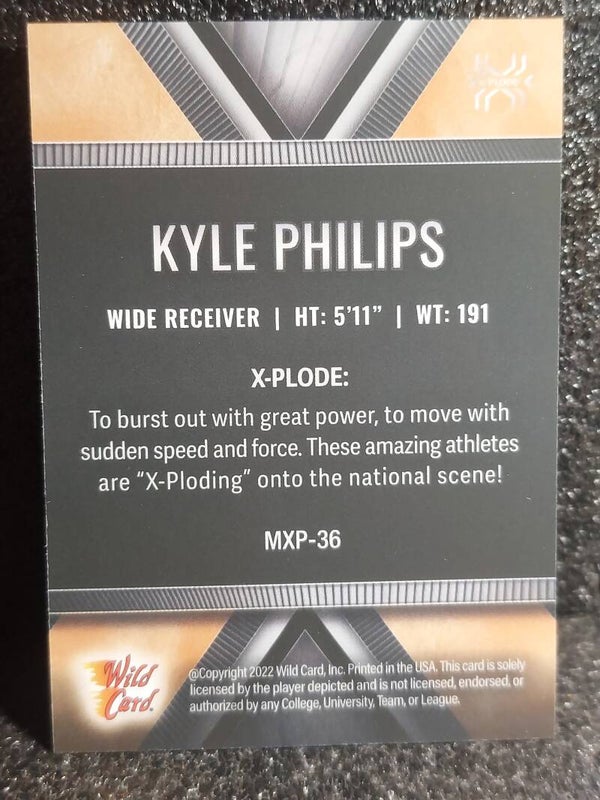 KYLE PHILIPS
WIDE RECEIVER | HT: 5'11" | WT: 191
X-PLODE:
To burst out with great power, to move with
sudden speed and force. These amazing athletes
are "X-Ploding" onto the national scene!
MXP-36
Wild
Card.
@Copyright 2022 Wild Card, Inc. Printed in the USA. This card is solely
licensed by the player depicted and is not licensed, endorsed, or
authorized by any College, University, Team, or League.